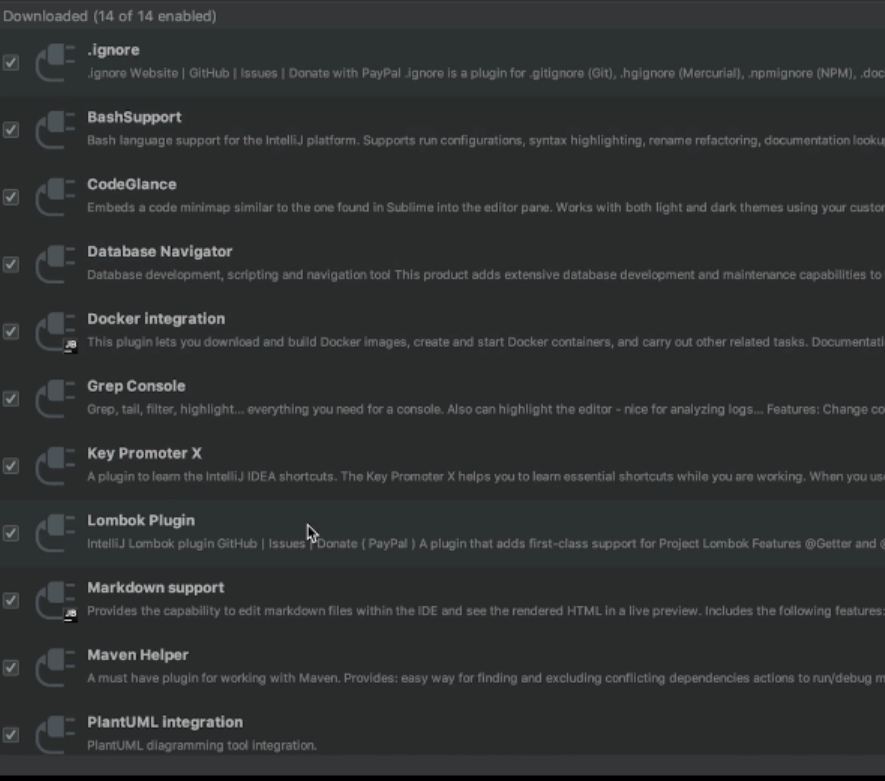 Downloaded (14 of 14 enabled)
.ignore
.ignore Website | GitHub | Issues | Donate with PayPal .ignore is a plugin for .gitignore (Git), .hgignore (Mercurial), .npmignore (NPM), .doc
BashSupport
Bash language support for the IntelliJ platform. Supports run configurations, syntax highlighting, rename refactoring, documentation looku
CodeGlance
Embeds a code minimap similar to the one found in Sublime into the editor pane. Works with both light and dark themes using your custor
Database Navigator
Database development, scripting and navigation tool This product adds extensive database development and maintenance capabilities to
Docker integration
JB
This plugin lets you download and build Docker images, create and start Docker containers, and carry out other related tasks. Documentati
Grep Console
Grep, tail, filter, highlight... everything you need for a console. Also can highlight the editor - nice for analyzing logs... Features: Change co
Key Promoter X
A plugin to learn the IntelliJ IDEA shortcuts. The Key Promoter X helps you to learn essential shortcuts while you are working. When you us
Lombok Plugin
IntelliJ Lombok plugin GitHub | Issues | Donate ( PayPal ) A plugin that adds first-class support for Project Lombok Features @Getter and @
Markdown support
JB
Provides the capability to edit markdown files within the IDE and see the rendered HTML in a live preview. Includes the following features:
Maven Helper
A must have plugin for working with Maven. Provides: easy way for finding and excluding conflicting dependencies actions to run/debug m
PlantUML integration
PlantUML diagramming tool integration.